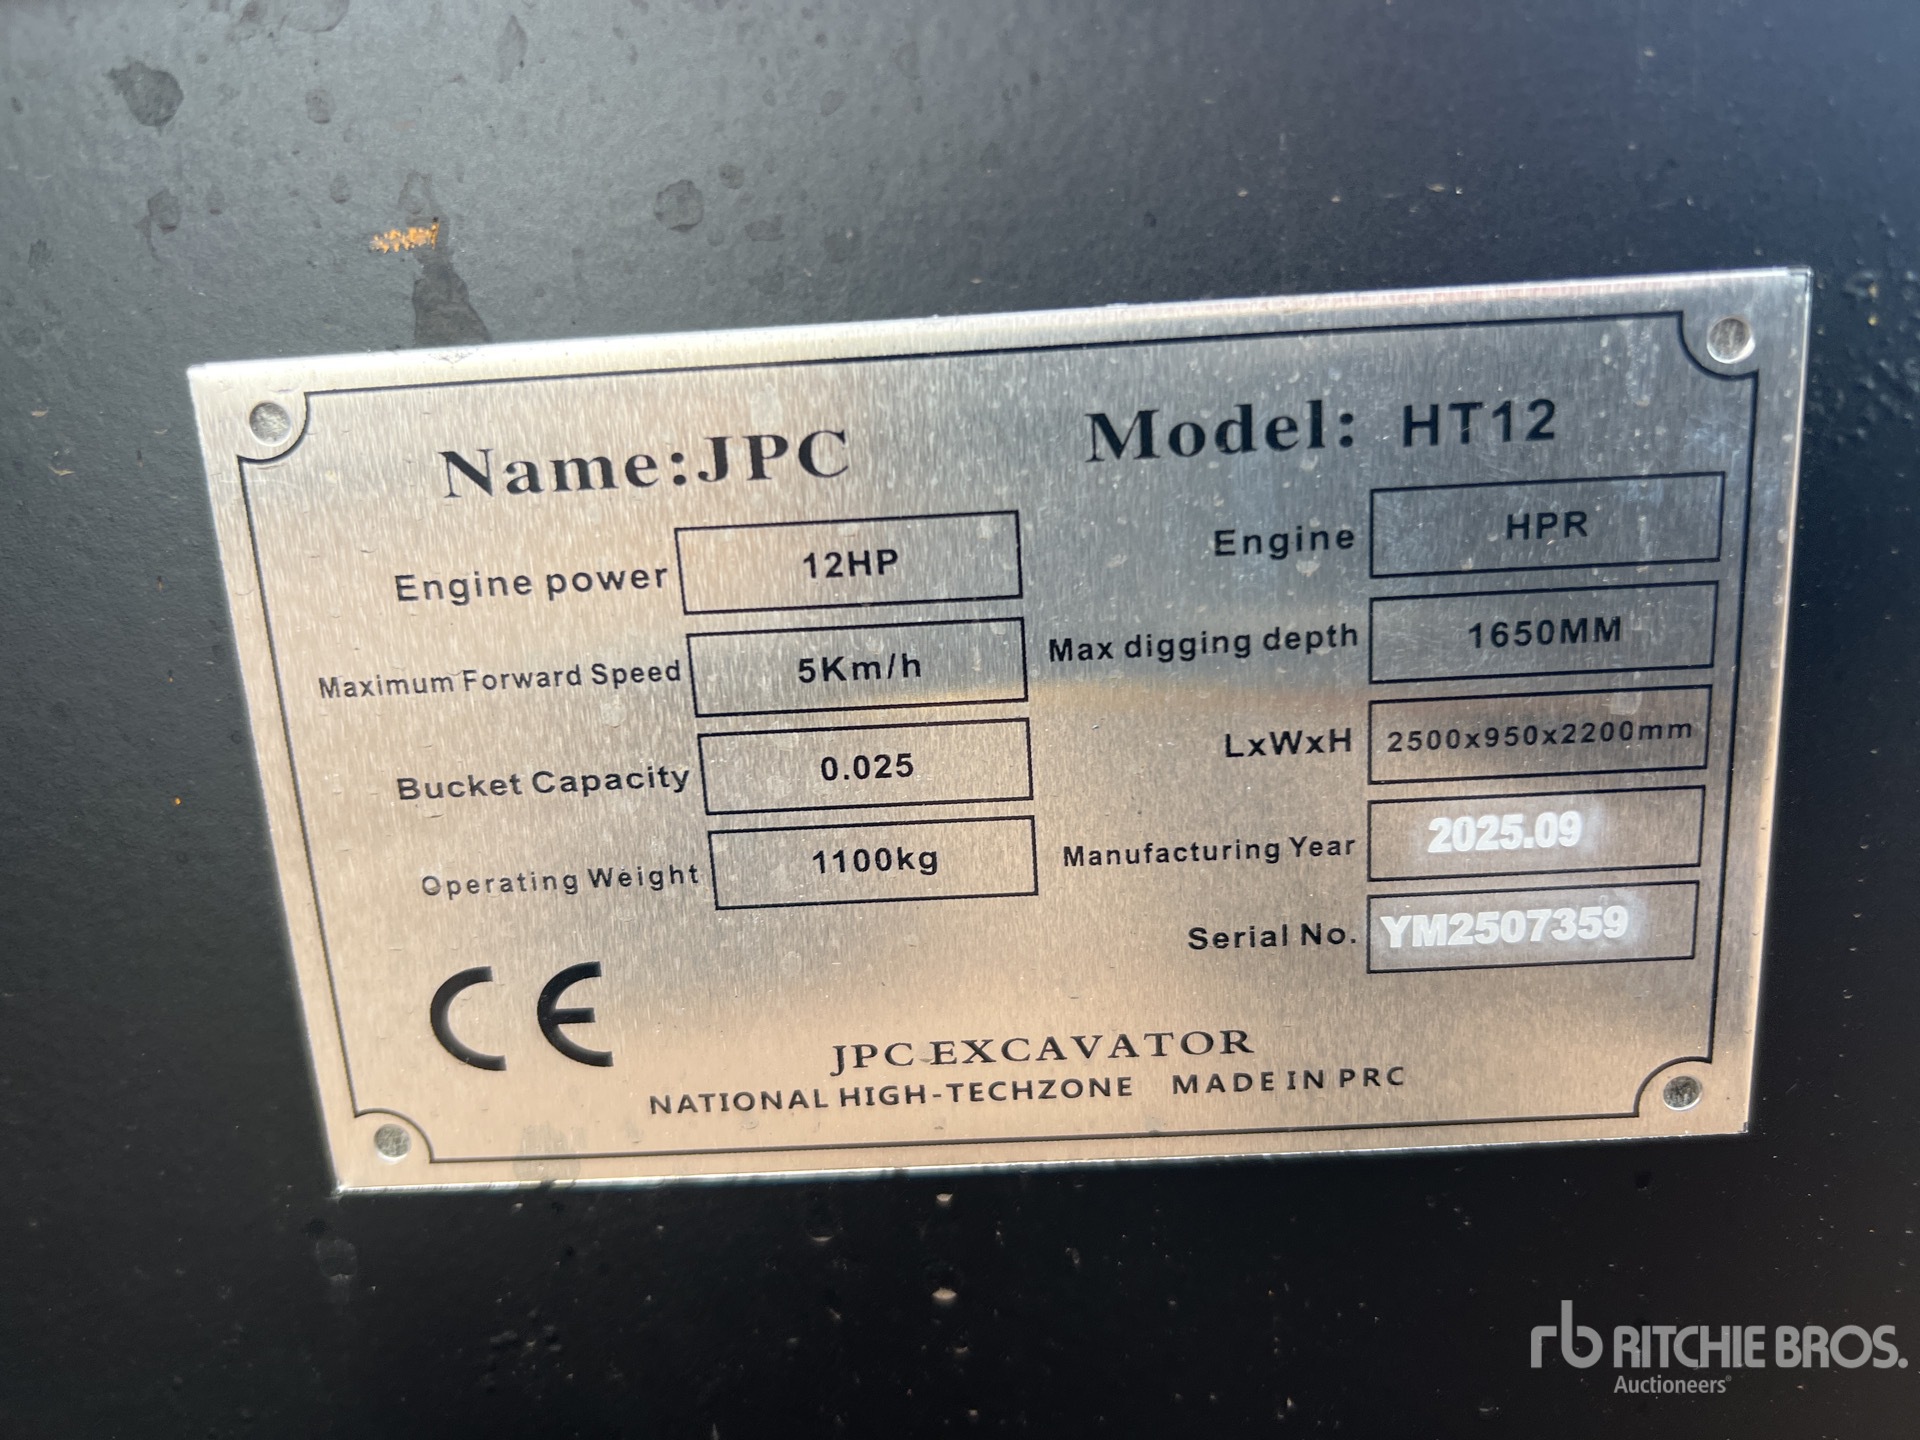 Name:JPC Model: HT12
Engine power 12HP Engine HPR
Maximum Forward Speed 5Km/h Max digging depth 1650MM
Bucket Capacity 0.025 LxWxH 2500x950x2200mm
Operating Weight 1100kg Manufacturing Year 2025.09
Serial No. YM2507359
CE
JPC EXCAVATOR
NATIONAL HIGH-TECHZONE MADE IN PRC
rb RITCHIE BROS.
Auctioneers